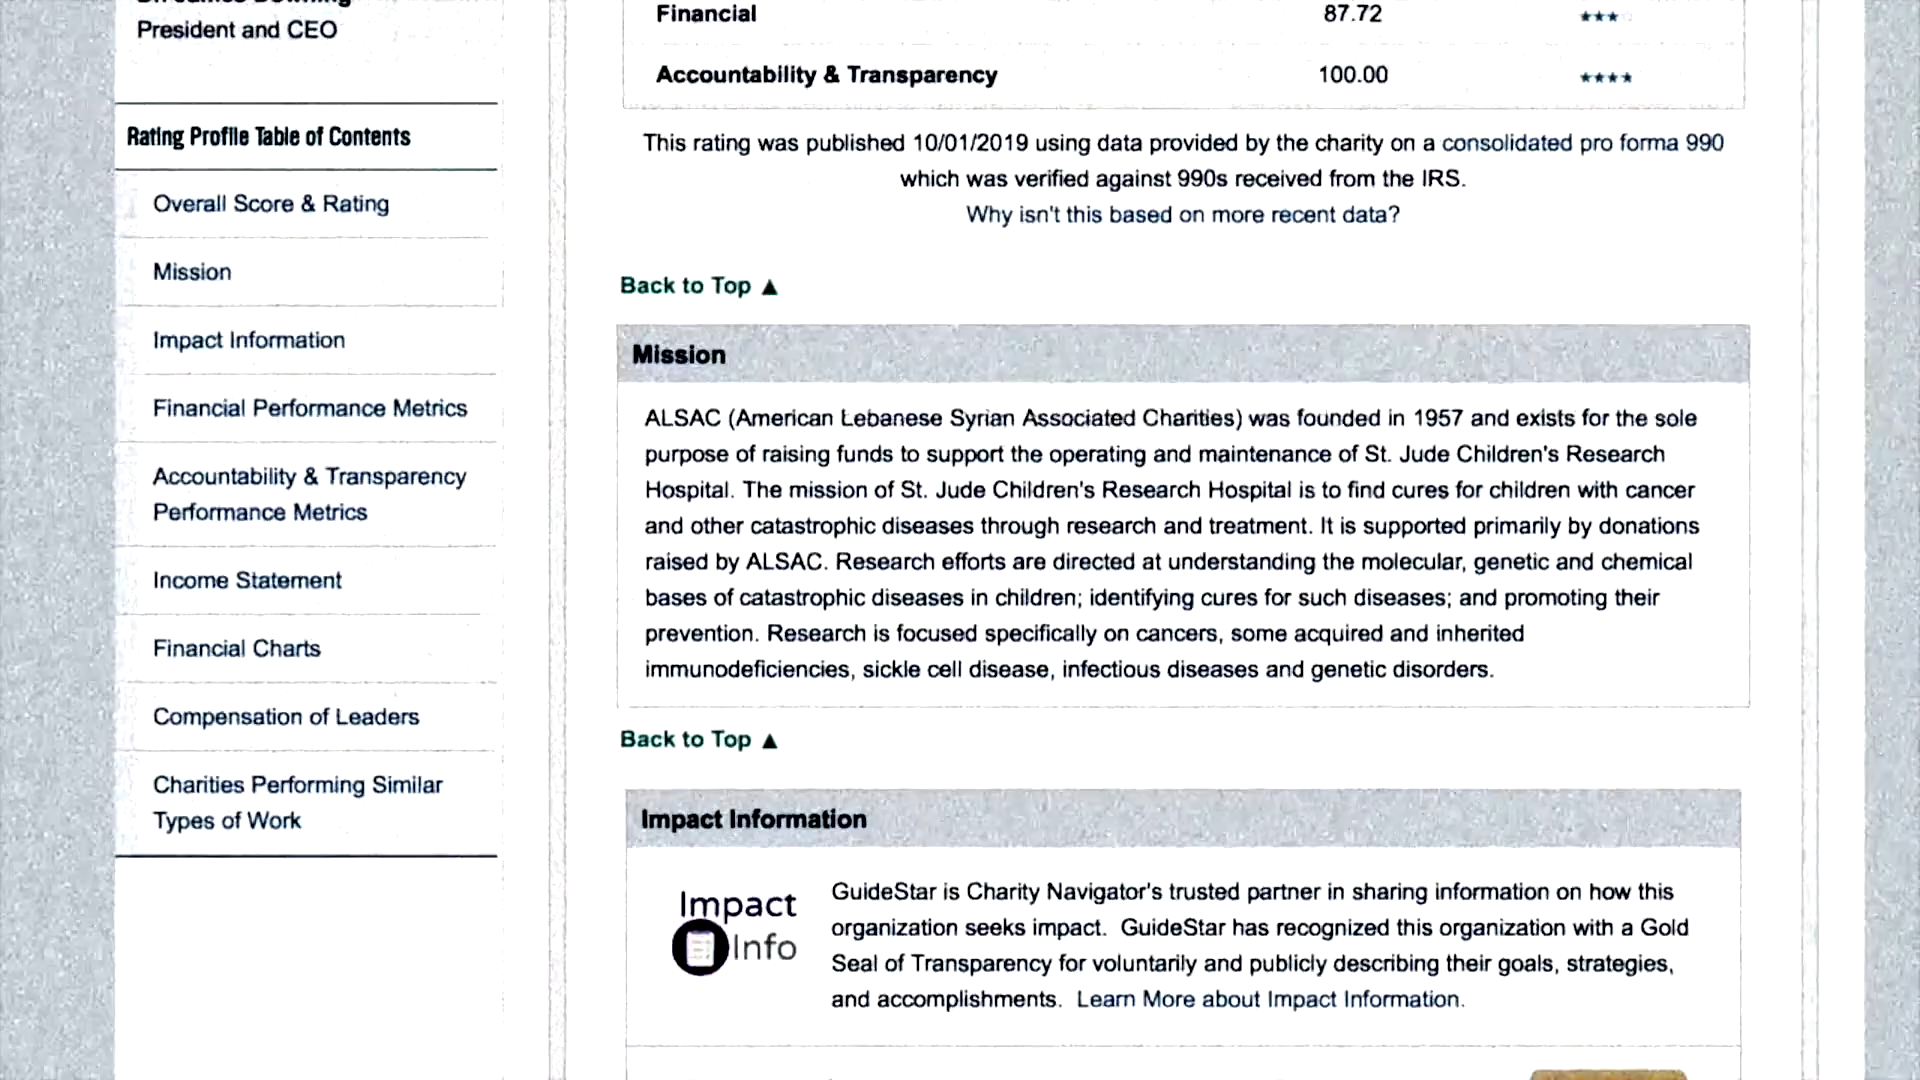 President and CEO
Rating Profile Table of Contents
Overall Score & Rating
Mission
Impact Information
Financial Performance Metrics
Accountability & Transparency
Performance Metrics
Income Statement
Financial Charts
Compensation of Leaders
Charities Performing Similar
Types of Work
Financial 87.72
Accountability & Transparency 100.00
This rating was published 10/01/2019 using data provided by the charity on a consolidated pro forma 990
which was verified against 990s received from the IRS.
Why isn't this based on more recent data?
Back to Top ▲
Mission
ALSAC (American Lebanese Syrian Associated Charities) was founded in 1957 and exists for the sole
purpose of raising funds to support the operating and maintenance of St. Jude Children's Research
Hospital. The mission of St. Jude Children's Research Hospital is to find cures for children with cancer
and other catastrophic diseases through research and treatment. It is supported primarily by donations
raised by ALSAC. Research efforts are directed at understanding the molecular, genetic and chemical
bases of catastrophic diseases in children; identifying cures for such diseases; and promoting their
prevention. Research is focused specifically on cancers, some acquired and inherited
immunodeficiencies, sickle cell disease, infectious diseases and genetic disorders.
Back to Top ▲
Impact Information
Impact
Info
GuideStar is Charity Navigator's trusted partner in sharing information on how this
organization seeks impact. GuideStar has recognized this organization with a Gold
Seal of Transparency for voluntarily and publicly describing their goals, strategies,
and accomplishments. Learn More about Impact Information.